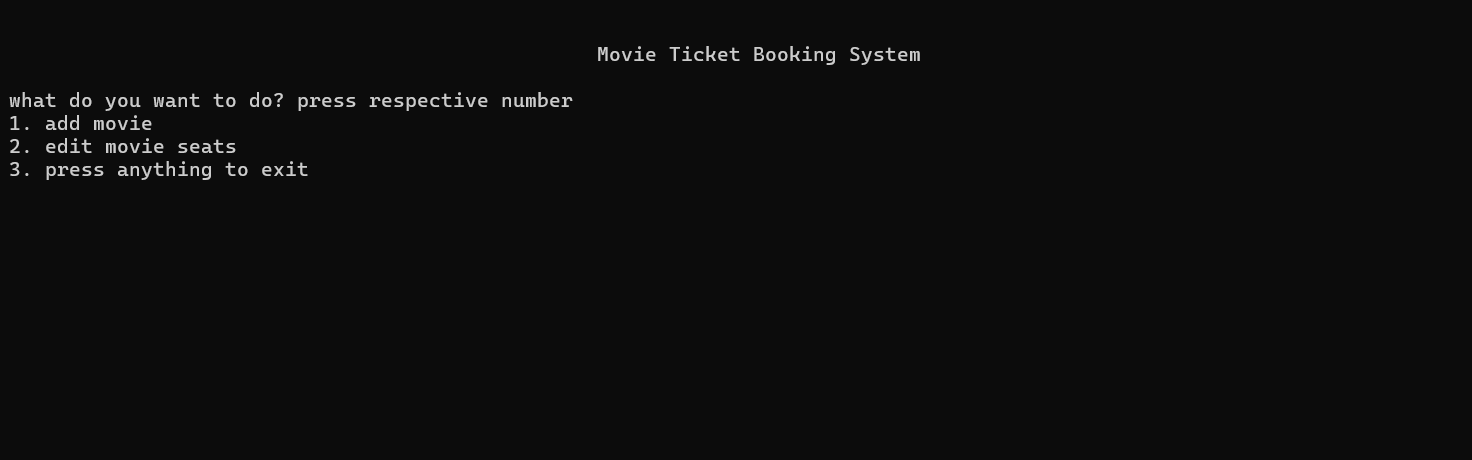 Movie Ticket Booking System
what do you want to do? press respective number
1. add movie
2. edit movie seats
3. press anything to exit